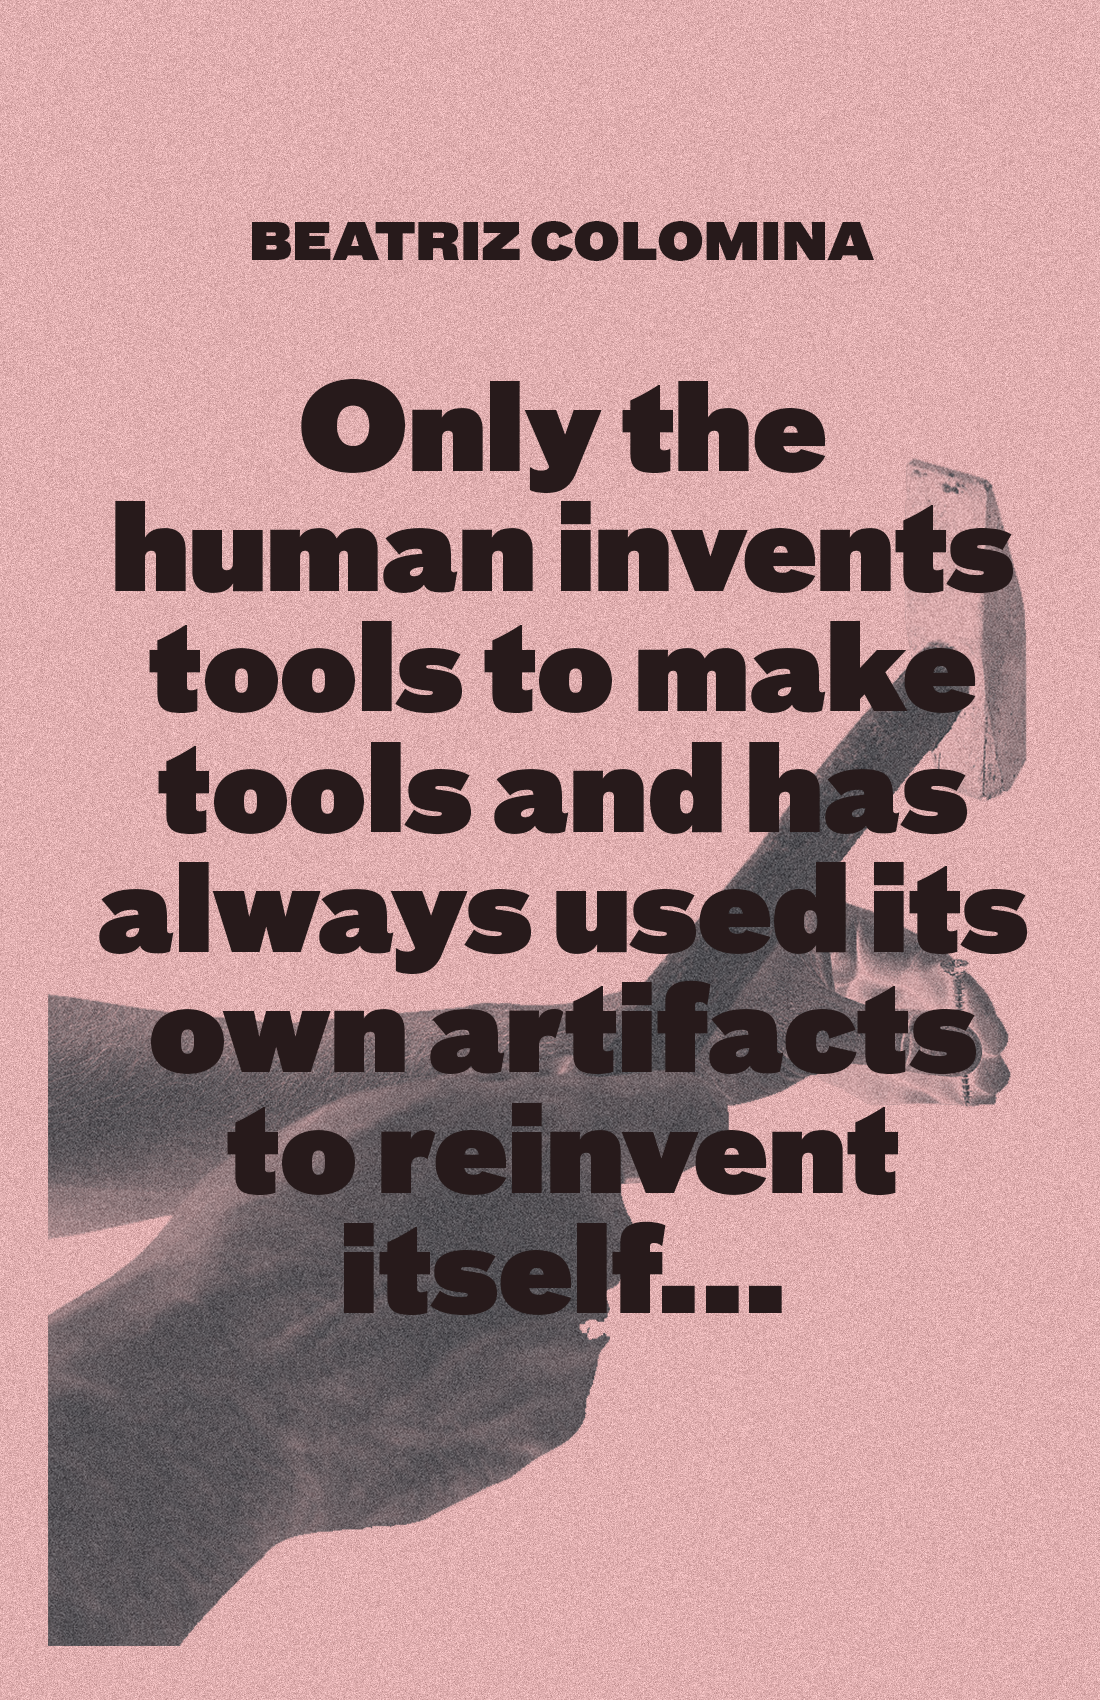 BEATRIZ COLOMINA
Only the
human invents
tools to make
tools and has
always used its
own artifacts
to reinvent
itself...